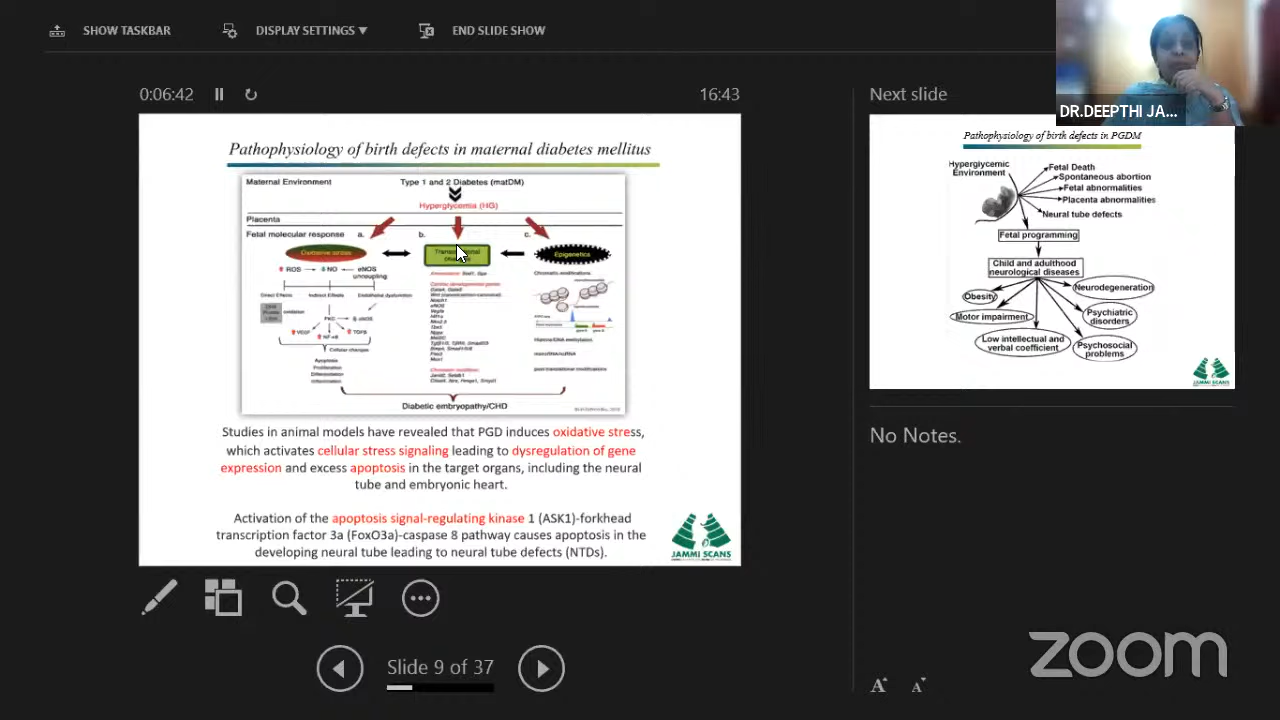 SHOW TASKBAR
DISPLAY SETTINGS ▼
END SLIDE SHOW
0:06:42
16:43
Next slide
DR.DEEPTHI JA...
Pathophysiology of birth defects in maternal diabetes mellitus
Maternal Environment
Type 1 and 2 Diabetes (matDM)
Hyperglycemia (HG)
Placenta
Fetal molecular response
a.
b.
c.
Oxidative stress
Epigenetics
ROS
NO
eNOS
uncoupling
Chromatin modifications
Direct Effects
Indirect Effects
Endothelial dysfunction
PKC
eNOS
VEGF
NF-κB
TGFB
Cellular changes
Apoptosis
Proliferation
Differentiation
Inflammation
Histone/DNA methylation
post-translational modifications
Diabetic embryopathy/CHD
Studies in animal models have revealed that PGD induces oxidative stress,
which activates cellular stress signaling leading to dysregulation of gene
expression and excess apoptosis in the target organs, including the neural
tube and embryonic heart.
Activation of the apoptosis signal-regulating kinase 1 (ASK1)-forkhead
transcription factor 3a (FoxO3a)-caspase 8 pathway causes apoptosis in the
developing neural tube leading to neural tube defects (NTDs).
JAMMI SCANS
Pathophysiology of birth defects in PGDM
Hyperglycemic
Environment
Fetal Death
Spontaneous abortion
Fetal abnormalities
Placenta abnormalities
Neural tube defects
Fetal programming
Child and adulthood
neurological diseases
Obesity
Neurodegeneration
Motor impairment
Psychiatric
disorders
Low intellectual and
verbal coefficient
Psychosocial
problems
JAMMI SCANS
No Notes.
Slide 9 of 37
A A
zoom